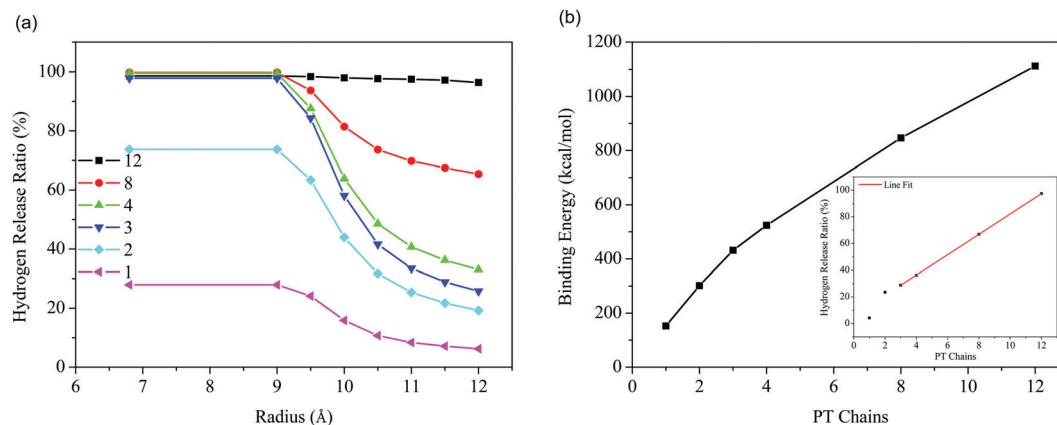 (a)
Hydrogen Release Ratio (%)
100
80
60
40
20
0
12
8
4
3
2
1
6 7 8 9 10 11 12
Radius (Å)
(b)
Binding Energy (kcal/mol)
1200
1000
800
600
400
200
0
0 2 4 6 8 10 12
PT Chains
Line Fit
Hydrogen Release Ratio (%)
100
80
60
40
20
0
0 2 4 6 8 10 12
PT Chains